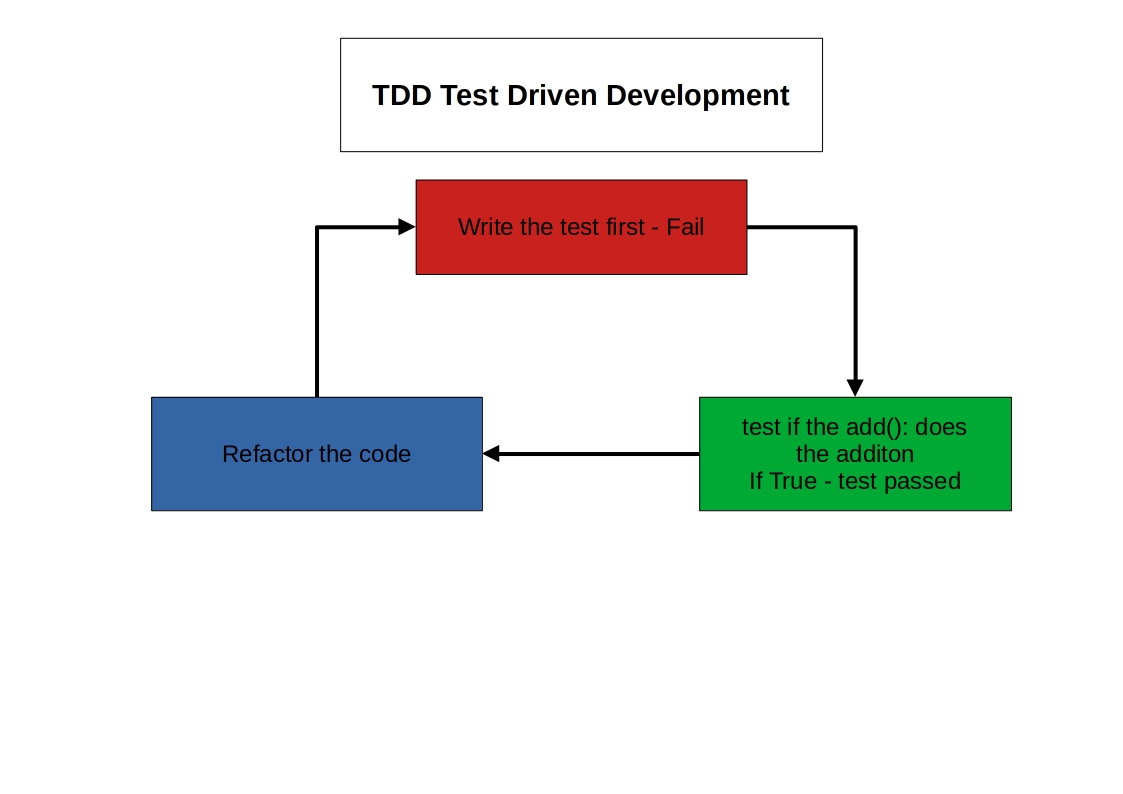 TDD Test Driven Development
Write the test first - Fail
Refactor the code
test if the add(): does
the additon
If True - test passed